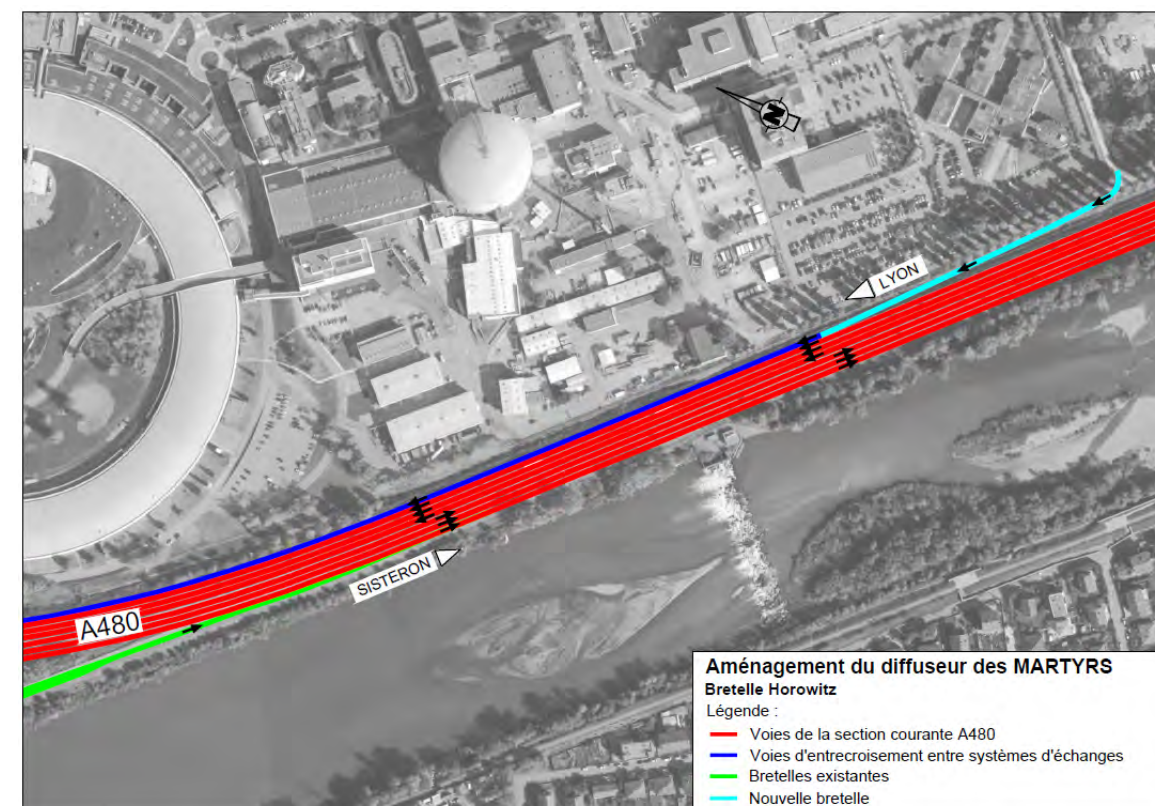 N
LYON
SISTERON
A480
Aménagement du diffuseur des MARTYRS
Bretelle Horowitz
Légende :
Voies de la section courante A480
Voies d'entrecroisement entre systèmes d'échanges
Bretelles existantes
Nouvelle bretelle